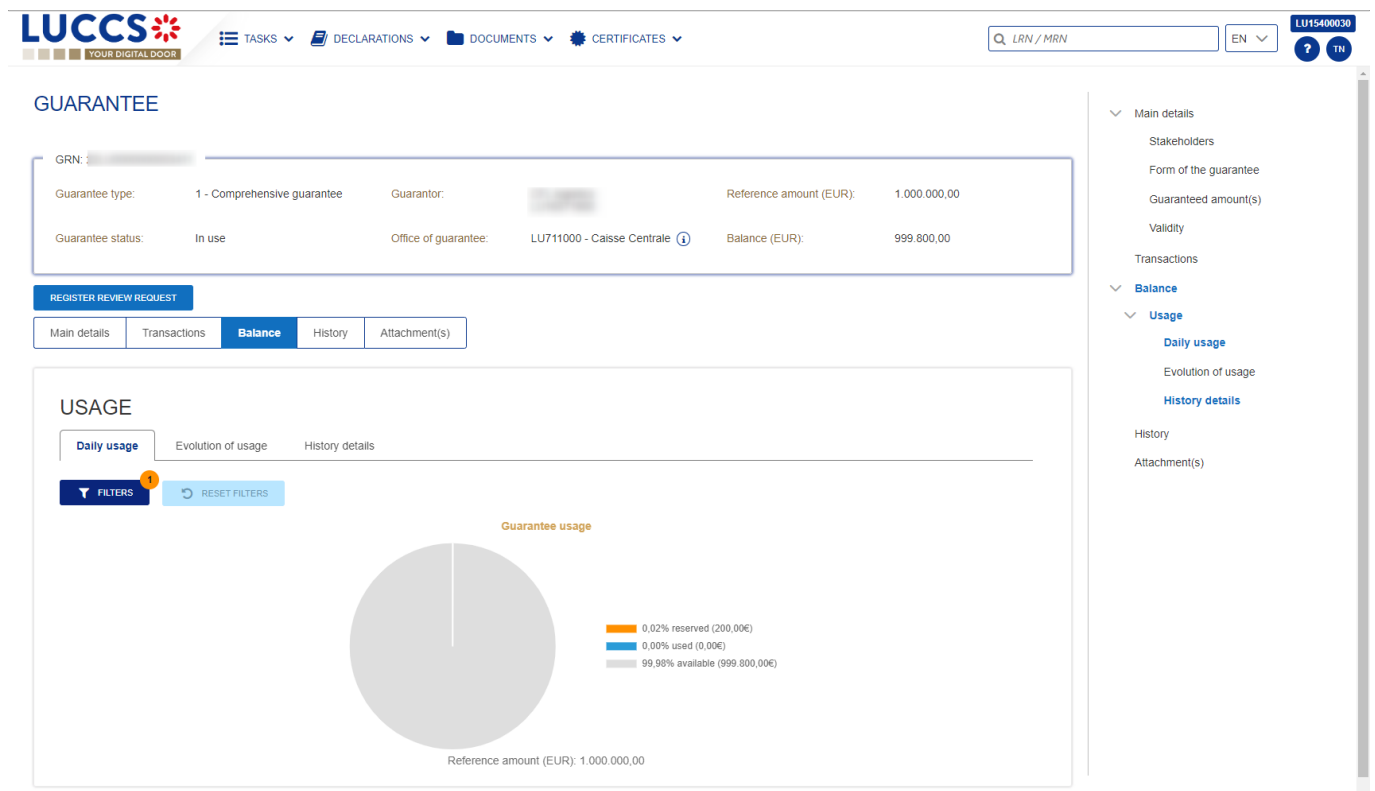 LUCCS
YOUR DIGITAL DOOR
TASKS
DECLARATIONS
DOCUMENTS
CERTIFICATES
LRN / MRN
EN
LU15400030
?
TN
GUARANTEE
GRN:
Guarantee type: 1 - Comprehensive guarantee Guarantor: Reference amount (EUR): 1.000.000,00
Guarantee status: In use Office of guarantee: LU711000 - Caisse Centrale i Balance (EUR): 999.800,00
REGISTER REVIEW REQUEST
Main details Transactions Balance History Attachment(s)
USAGE
Daily usage Evolution of usage History details
FILTERS 1 RESET FILTERS
Guarantee usage
0,02% reserved (200,00€)
0,00% used (0,00€)
99,98% available (999.800,00€)
Reference amount (EUR): 1.000.000,00
Main details
Stakeholders
Form of the guarantee
Guaranteed amount(s)
Validity
Transactions
Balance
Usage
Daily usage
Evolution of usage
History details
History
Attachment(s)